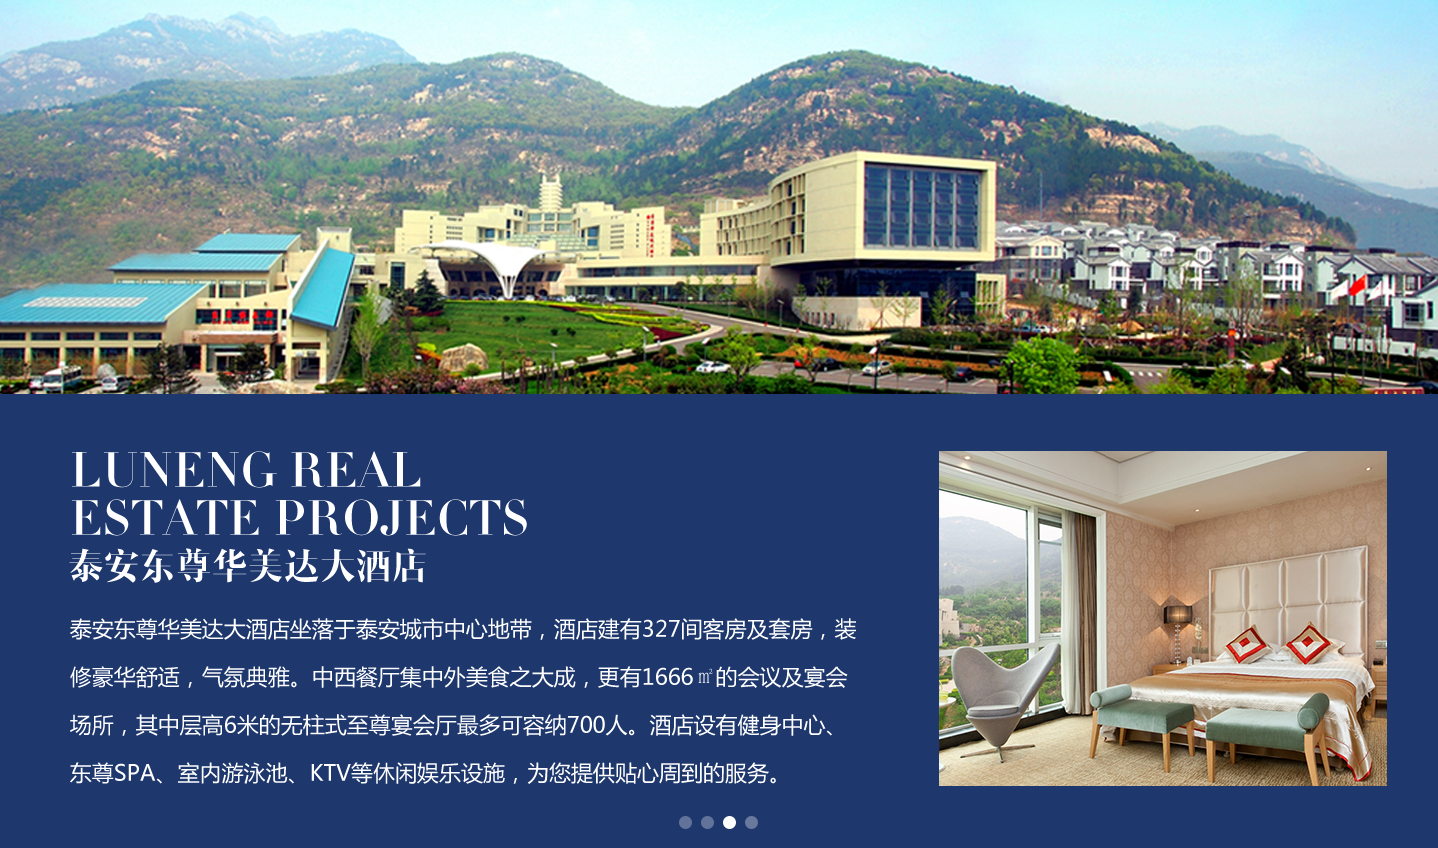 LUNENG REAL
ESTATE PROJECTS
泰安东尊华美达大酒店
泰安东尊华美达大酒店坐落于泰安城市中心地带，酒店建有327间客房及套房，装
修豪华舒适，气氛典雅。中西餐厅集中外美食之大成，更有1666㎡的会议及宴会
场所，其中层高6米的无柱式至尊宴会厅最多可容纳700人。酒店设有健身中心、
东尊SPA、室内游泳池、KTV等休闲娱乐设施，为您提供贴心周到的服务。